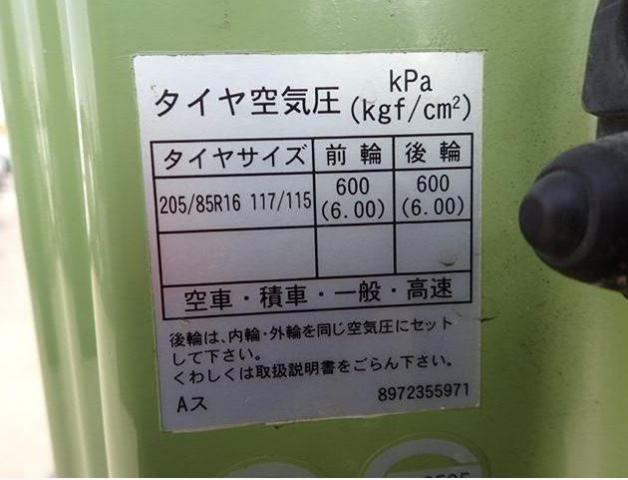 タイヤ空気圧 kPa
(kgf/cm²)
タイヤサイズ 前輪 後輪
205/85R16 117/115 600 (6.00) 600 (6.00)
空車・積車・一般・高速
後輪は、内輪・外輪を同じ空気圧にセット
して下さい。
くわしくは取扱説明書をごらん下さい。
Aス 8972355971